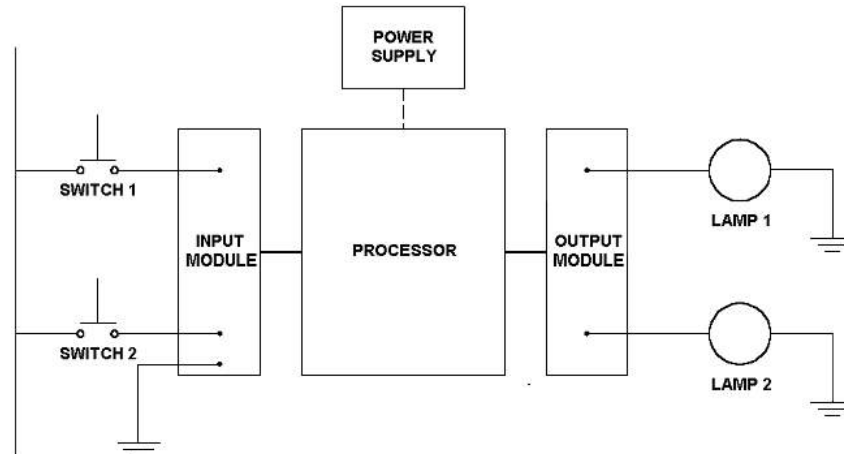 POWER
SUPPLY
SWITCH 1
INPUT
MODULE
PROCESSOR
OUTPUT
MODULE
LAMP 1
SWITCH 2
LAMP 2